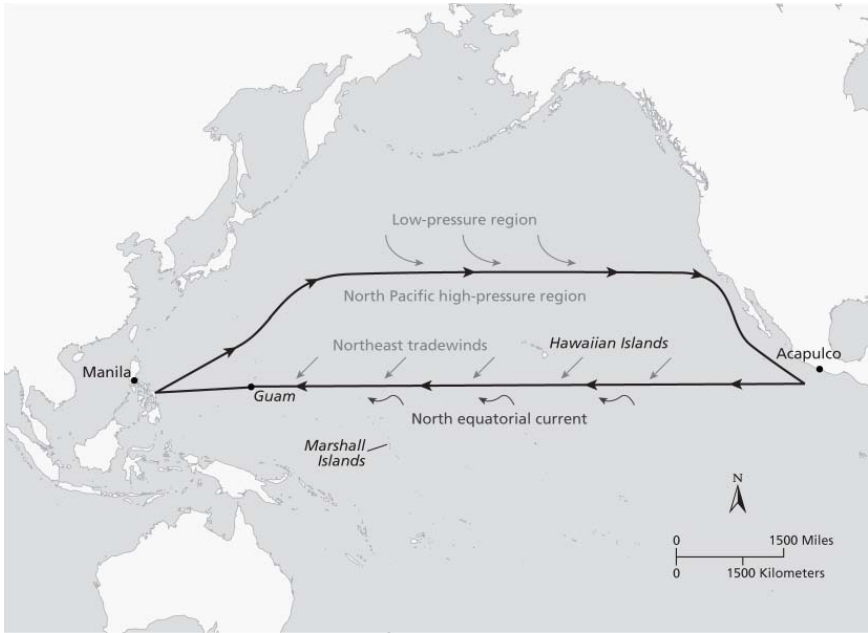 Low-pressure region
North Pacific high-pressure region
Northeast tradewinds
Hawaiian Islands
Acapulco
Manila
Guam
North equatorial current
Marshall
Islands
N
0 1500 Miles
0 1500 Kilometers